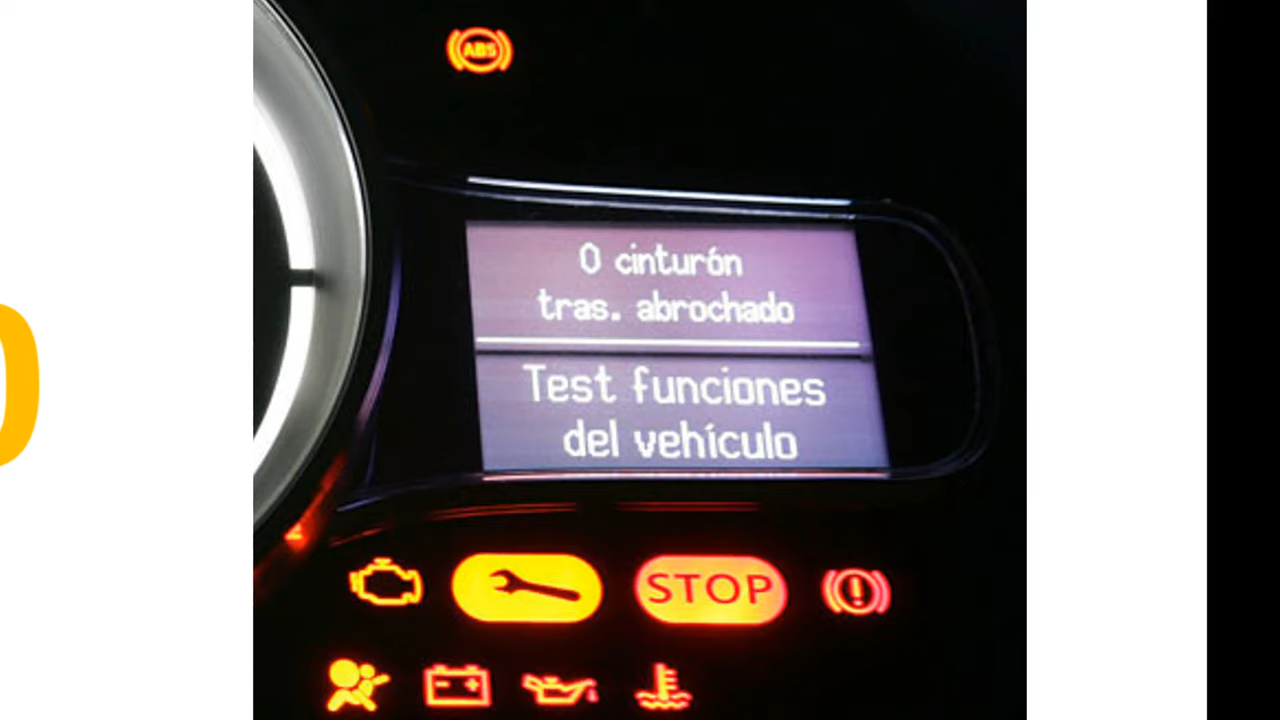 ABS
0 cinturón
tras. abrochado
Test funciones
del vehículo
STOP